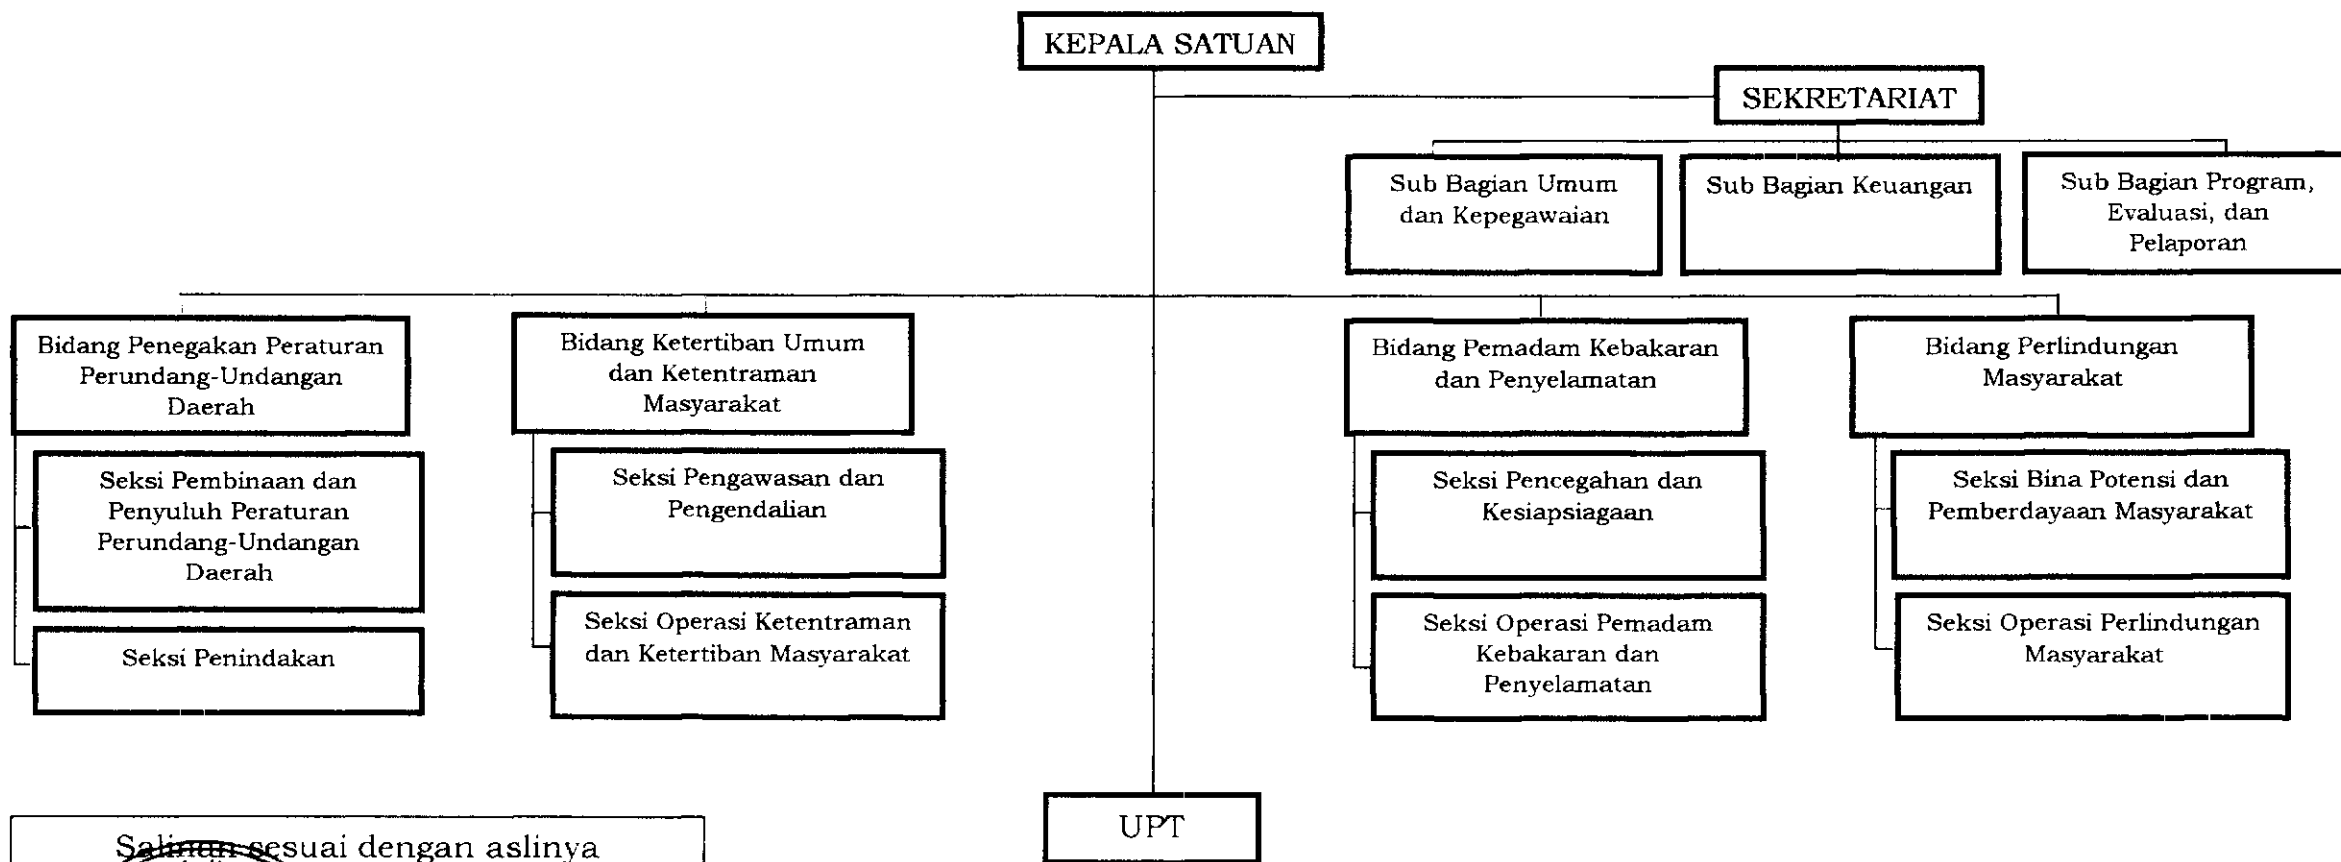 KEPALA SATUAN
SEKRETARIAT
Sub Bagian Umum
dan Kepegawaian
Sub Bagian Keuangan
Sub Bagian Program,
Evaluasi, dan
Pelaporan
Bidang Penegakan Peraturan
Perundang-Undangan
Daerah
Bidang Ketertiban Umum
dan Ketentraman
Masyarakat
Bidang Pemadam Kebakaran
dan Penyelamatan
Bidang Perlindungan
Masyarakat
Seksi Pembinaan dan
Penyuluh Peraturan
Perundang-Undangan
Daerah
Seksi Pengawasan dan
Pengendalian
Seksi Pencegahan dan
Kesiapsiagaan
Seksi Bina Potensi dan
Pemberdayaan Masyarakat
Seksi Penindakan
Seksi Operasi Ketentraman
dan Ketertiban Masyarakat
Seksi Operasi Pemadam
Kebakaran dan
Penyelamatan
Seksi Operasi Perlindungan
Masyarakat
UPT
Salinan sesuai dengan aslinya